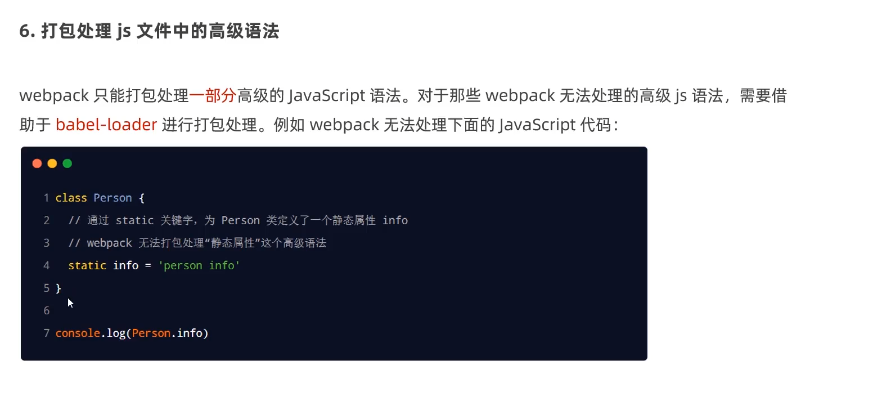 6. 打包处理 js 文件中的高级语法
webpack 只能打包处理一部分高级的 JavaScript 语法。对于那些 webpack 无法处理的高级 js 语法，需要借
助于 babel-loader 进行打包处理。例如 webpack 无法处理下面的 JavaScript 代码：
1 class Person {
2 // 通过 static 关键字，为 Person 类定义了一个静态属性 info
3 // webpack 无法打包处理“静态属性”这个高级语法
4 static info = 'person info'
5 }
6
7 console.log(Person.info)